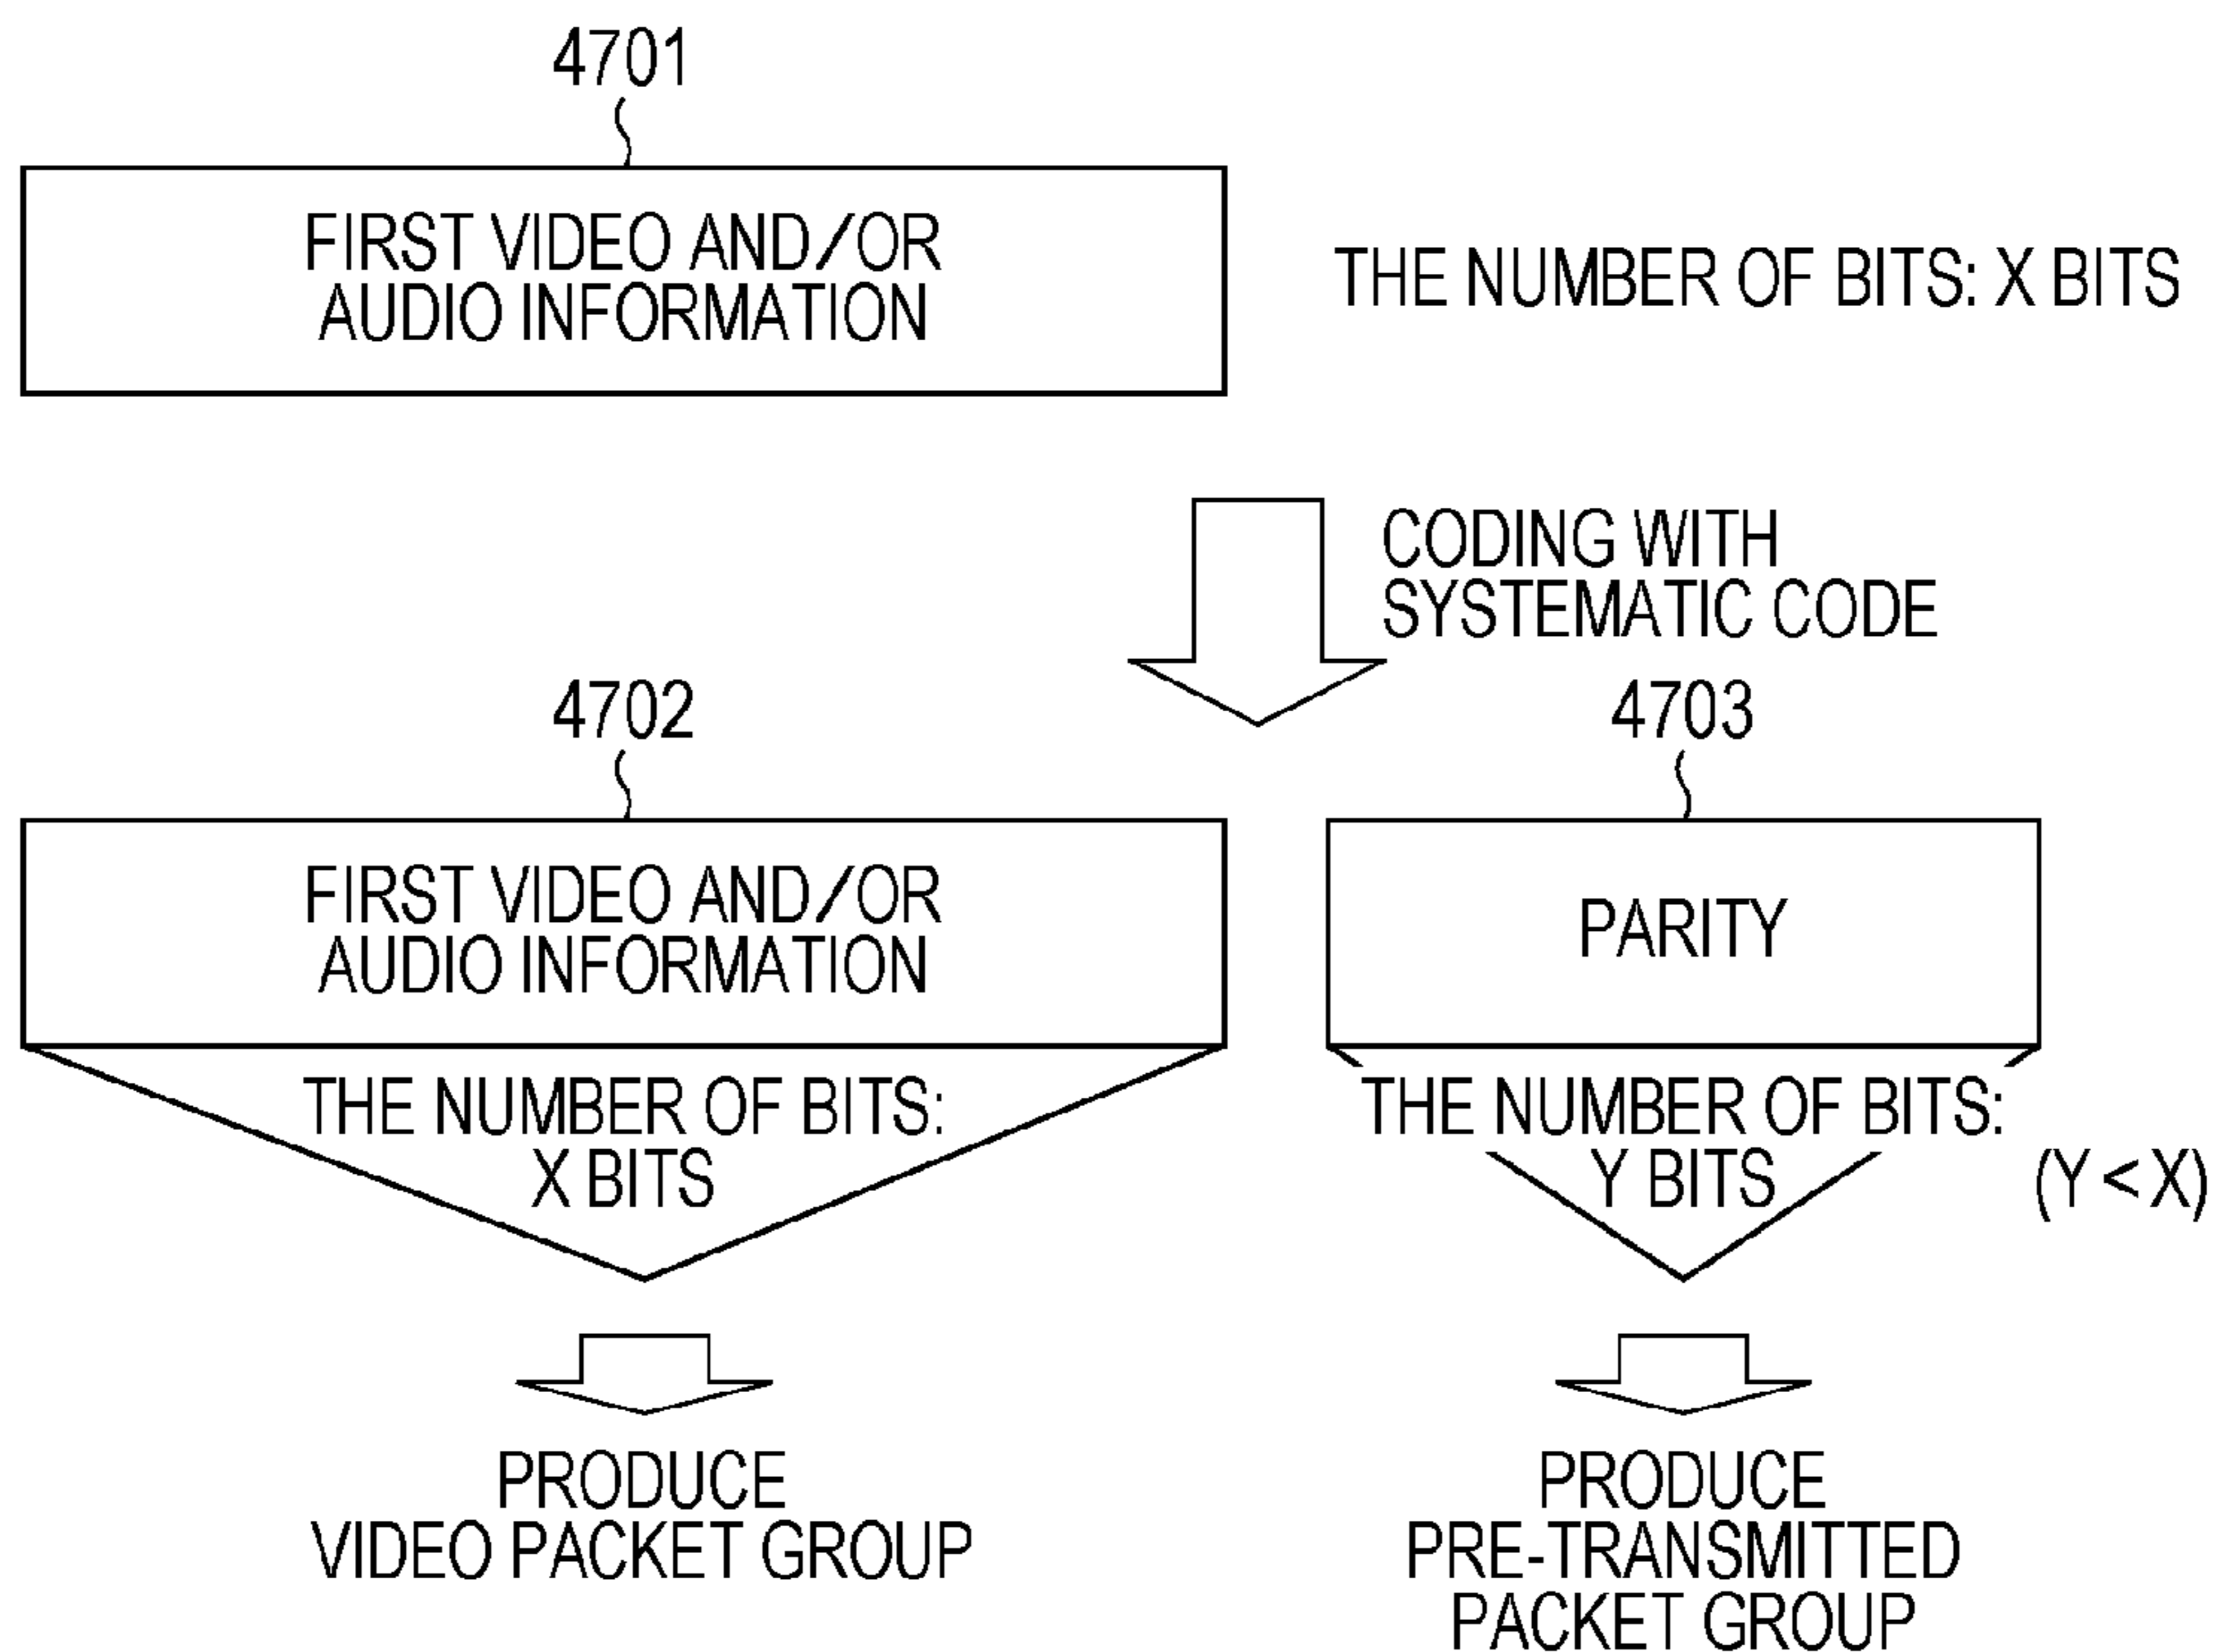 4701
FIRST VIDEO AND/OR
AUDIO INFORMATION
THE NUMBER OF BITS: X BITS
CODING WITH
SYSTEMATIC CODE
4702
4703
FIRST VIDEO AND/OR
AUDIO INFORMATION
PARITY
THE NUMBER OF BITS:
X BITS
THE NUMBER OF BITS:
Y BITS
(Y < X)
PRODUCE
VIDEO PACKET GROUP
PRODUCE
PRE-TRANSMITTED
PACKET GROUP